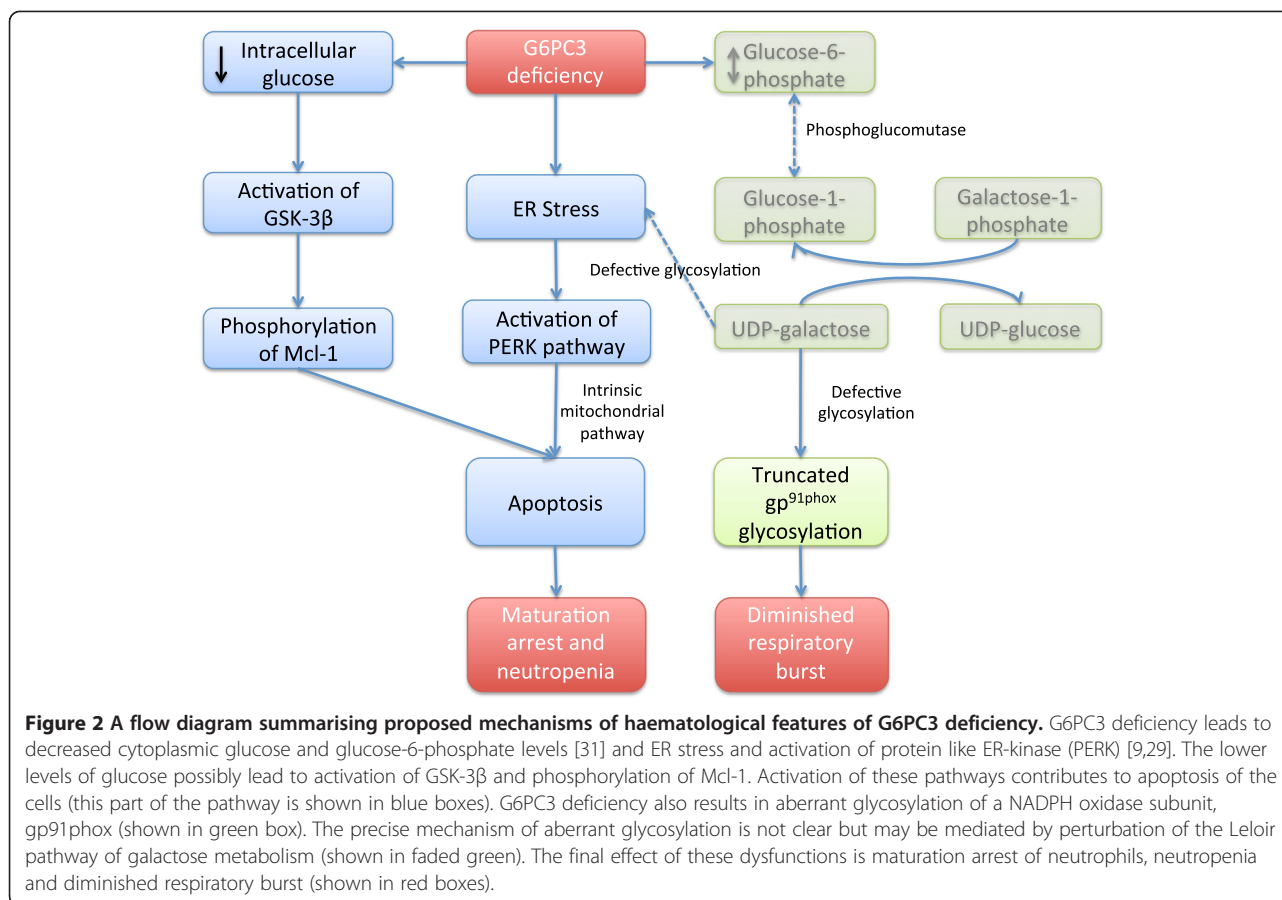 Intracellular
glucose
G6PC3
deficiency
Glucose-6-
phosphate
Phosphoglucomutase
Activation of
GSK-3β
ER Stress
Glucose-1-
phosphate
Galactose-1-
phosphate
Defective glycosylation
Phosphorylation
of Mcl-1
Activation of
PERK pathway
UDP-galactose
UDP-glucose
Intrinsic
mitochondrial
pathway
Defective
glycosylation
Apoptosis
Truncated
gp91phox
glycosylation
Maturation
arrest and
neutropenia
Diminished
respiratory
burst
Figure 2 A flow diagram summarising proposed mechanisms of haematological features of G6PC3 deficiency. G6PC3 deficiency leads to
decreased cytoplasmic glucose and glucose-6-phosphate levels [31] and ER stress and activation of protein like ER-kinase (PERK) [9,29]. The lower
levels of glucose possibly lead to activation of GSK-3β and phosphorylation of Mcl-1. Activation of these pathways contributes to apoptosis of the
cells (this part of the pathway is shown in blue boxes). G6PC3 deficiency also results in aberrant glycosylation of a NADPH oxidase subunit,
gp91phox (shown in green box). The precise mechanism of aberrant glycosylation is not clear but may be mediated by perturbation of the Leloir
pathway of galactose metabolism (shown in faded green). The final effect of these dysfunctions is maturation arrest of neutrophils, neutropenia
and diminished respiratory burst (shown in red boxes).